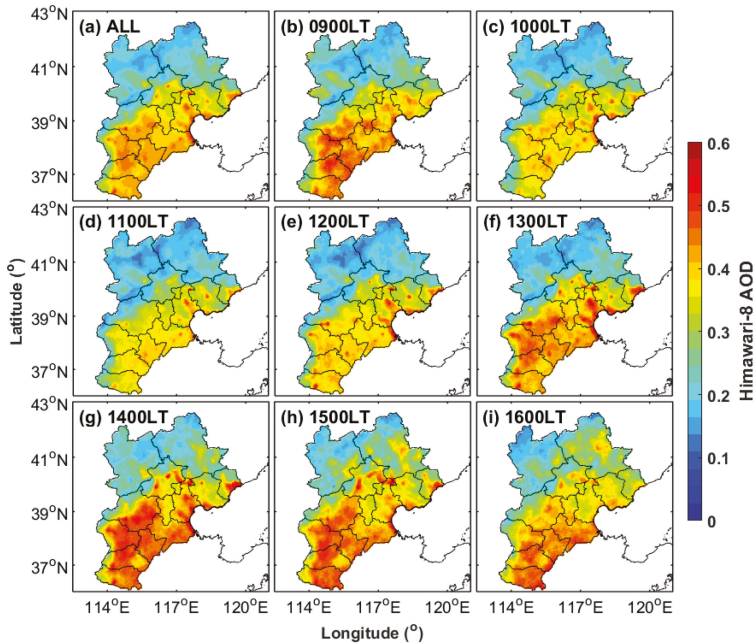 (a) ALL
(b) 0900LT
(c) 1000LT
43°N
41°N
39°N
37°N
(d) 1100LT
(e) 1200LT
(f) 1300LT
43°N
41°N
39°N
37°N
(g) 1400LT
(h) 1500LT
(i) 1600LT
43°N
41°N
39°N
37°N
114°E
117°E
120°E
114°E
117°E
120°E
114°E
117°E
120°E
Latitude (°)
Longitude (°)
0.6
0.5
0.4
0.3
0.2
0.1
0
Himawari-8 AOD